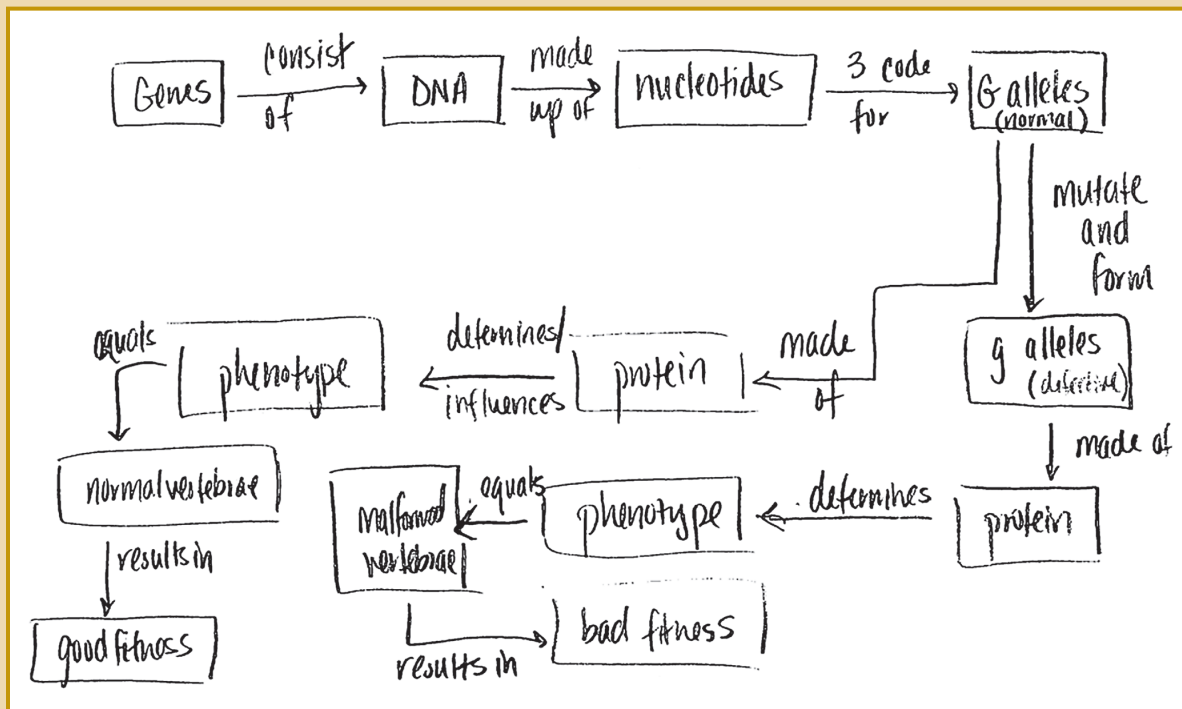 Genes
consist
of
DNA
made
up of
nucleotides
3 code
for
G alleles
(normal)
mutate
and
form
g alleles
(defective)
made of
protein
determines
phenotype
equals
malformed
vertebrae
results in
bad fitness
made
of
protein
determines/
influences
phenotype
equals
normal vertebrae
results in
good fitness